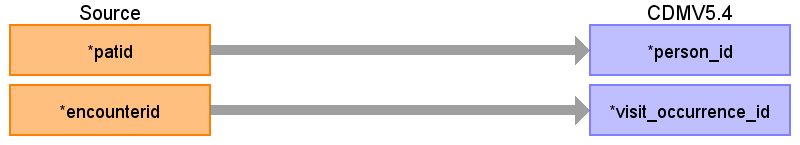 Source CDMV5.4
*patid *person_id
*encounterid *visit_occurrence_id